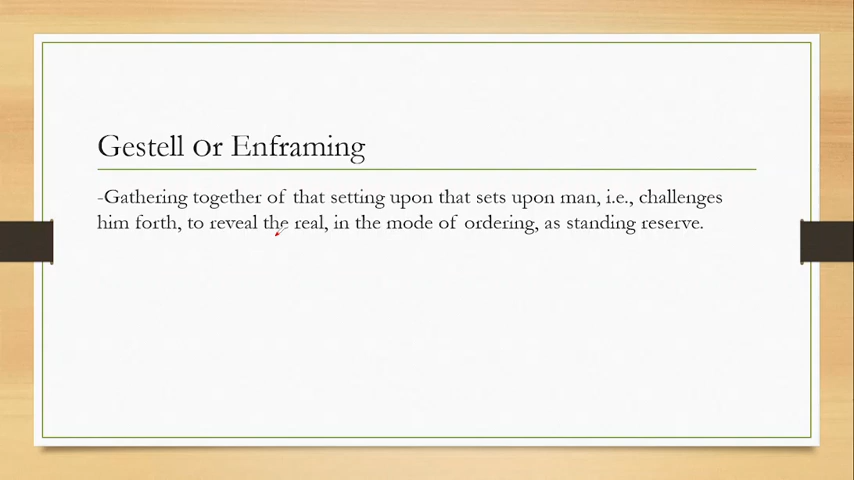 Gestell 0r Enframing
-Gathering together of that setting upon that sets upon man, i.e., challenges
him forth, to reveal the real, in the mode of ordering, as standing reserve.